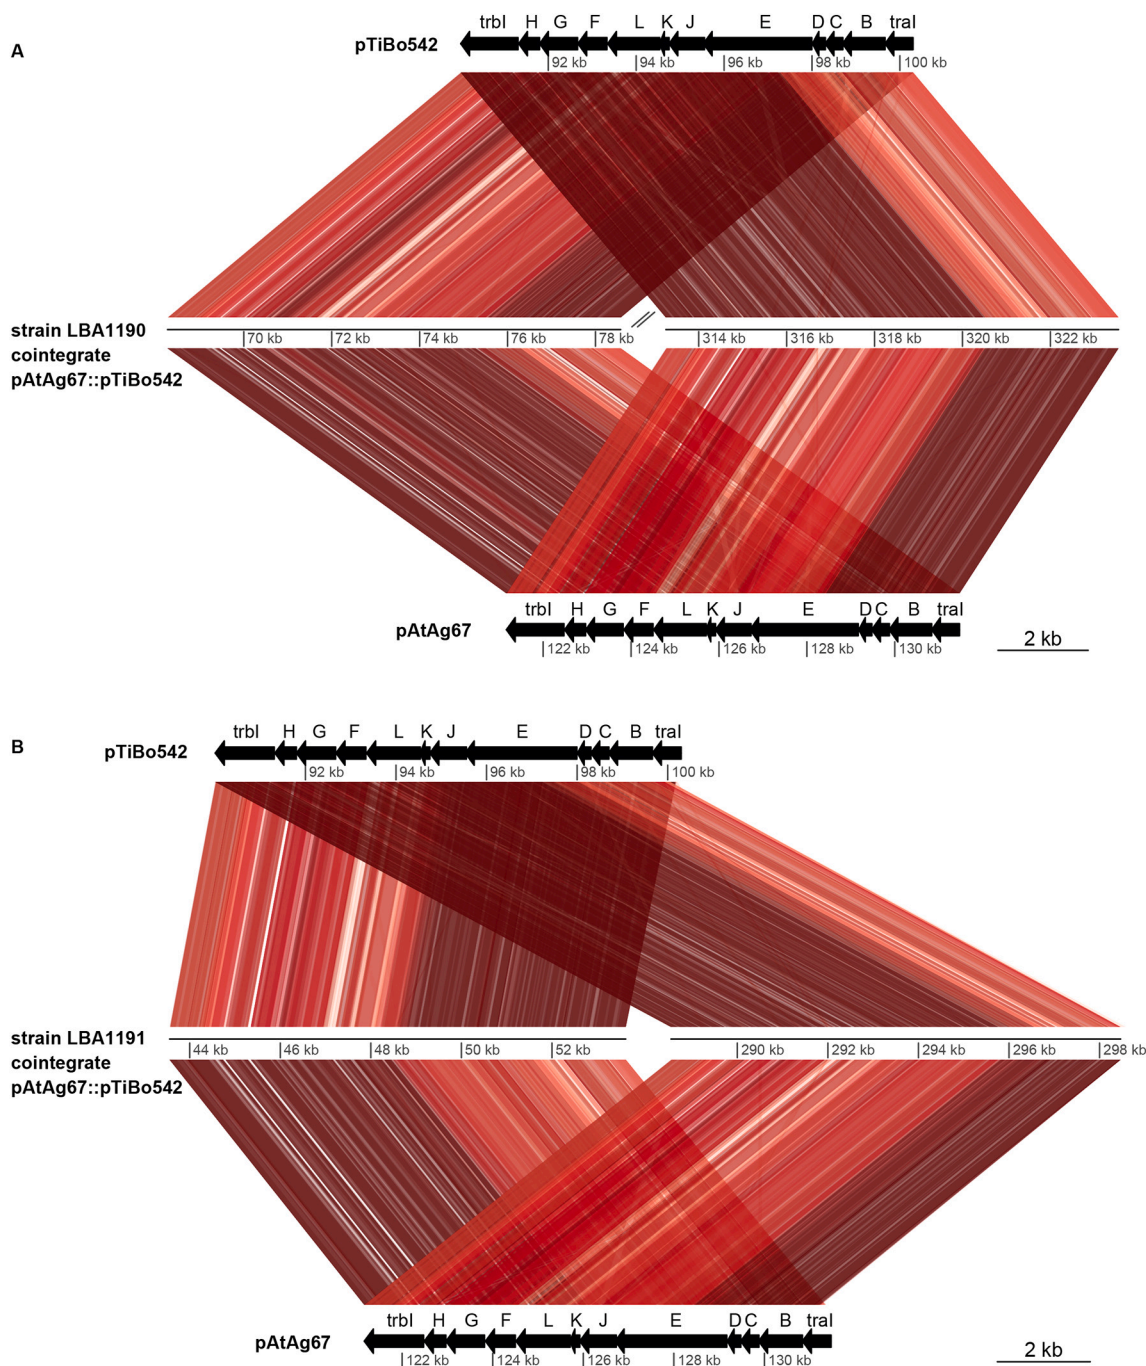 A
trbI H G F L K J E D C B traI
pTiBo542
92 kb 94 kb 96 kb 98 kb 100 kb
strain LBA1190
cointegrate
pAtAg67::pTiBo542
70 kb 72 kb 74 kb 76 kb 78 kb 314 kb 316 kb 318 kb 320 kb 322 kb
trbI H G F L K J E D C B traI
pAtAg67
122 kb 124 kb 126 kb 128 kb 130 kb
2 kb
B
trbI H G F L K J E D C B traI
pTiBo542
92 kb 94 kb 96 kb 98 kb 100 kb
strain LBA1191
cointegrate
pAtAg67::pTiBo542
44 kb 46 kb 48 kb 50 kb 52 kb 290 kb 292 kb 294 kb 296 kb 298 kb
trbI H G F L K J E D C B traI
pAtAg67
122 kb 124 kb 126 kb 128 kb 130 kb
2 kb